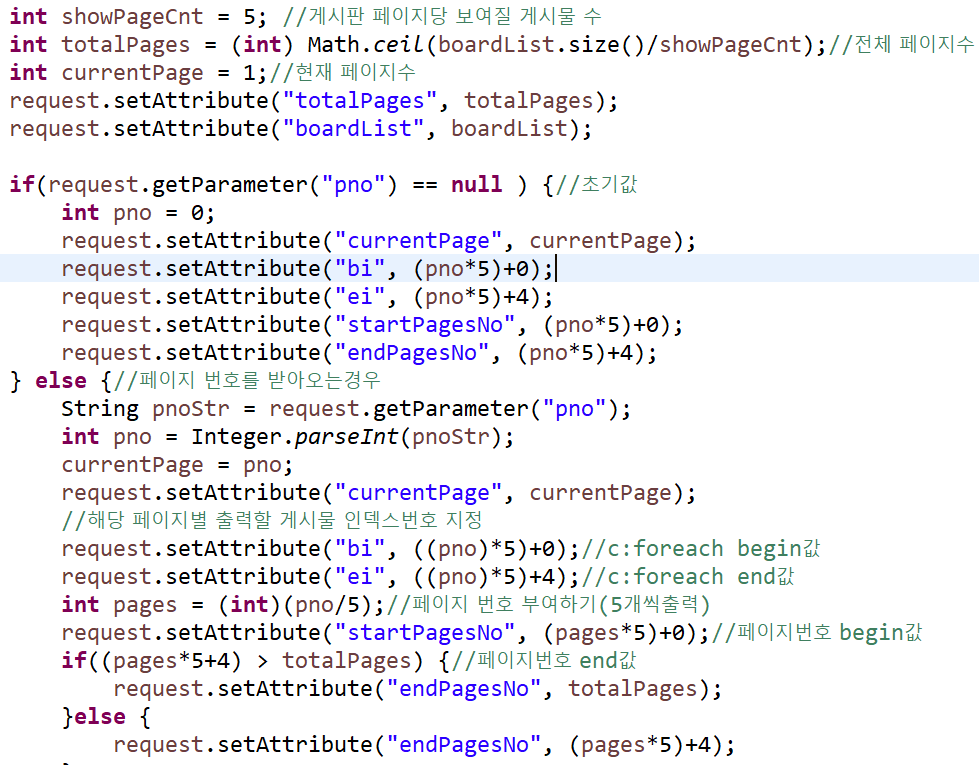 int showPageCnt = 5; //게시판 페이지당 보여질 게시물 수
int totalPages = (int) Math.ceil(boardList.size()/showPageCnt);//전체 페이지수
int currentPage = 1;//현재 페이지수
request.setAttribute("totalPages", totalPages);
request.setAttribute("boardList", boardList);

if(request.getParameter("pno") == null ) {//초기값
    int pno = 0;
    request.setAttribute("currentPage", currentPage);
    request.setAttribute("bi", (pno*5)+0);
    request.setAttribute("ei", (pno*5)+4);
    request.setAttribute("startPagesNo", (pno*5)+0);
    request.setAttribute("endPagesNo", (pno*5)+4);
} else {//페이지 번호를 받아오는경우
    String pnoStr = request.getParameter("pno");
    int pno = Integer.parseInt(pnoStr);
    currentPage = pno;
    request.setAttribute("currentPage", currentPage);
    //해당 페이지별 출력할 게시물 인덱스번호 지정
    request.setAttribute("bi", ((pno)*5)+0);//c:foreach begin값
    request.setAttribute("ei", ((pno)*5)+4);//c:foreach end값
    int pages = (int)(pno/5);//페이지 번호 부여하기(5개씩출력)
    request.setAttribute("startPagesNo", (pages*5)+0);//페이지번호 begin값
    if((pages*5+4) > totalPages) {//페이지번호 end값
        request.setAttribute("endPagesNo", totalPages);
    }else {
        request.setAttribute("endPagesNo", (pages*5)+4);